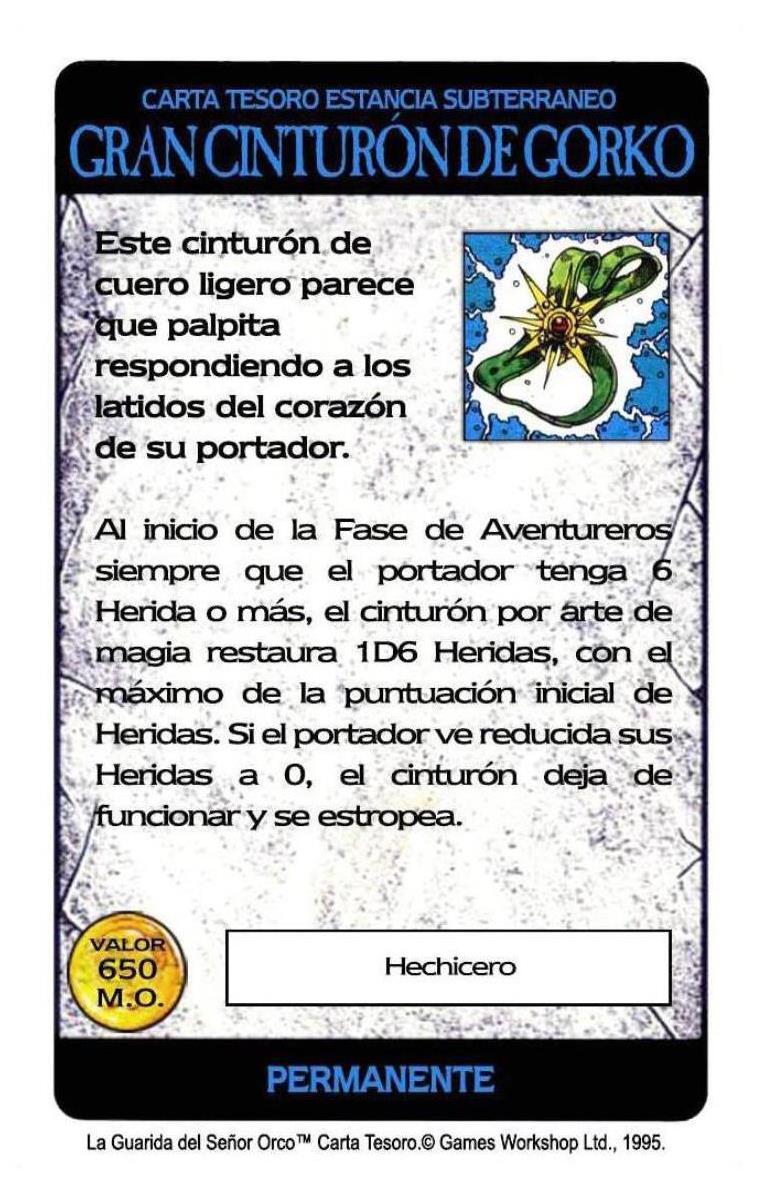 CARTA TESORO ESTANCIA SUBTERRANEO
GRAN CINTURÓN DE GORKO
Este cinturón de
cuero ligero parece
que palpita
respondiendo a los
latidos del corazón
de su portador.
Al inicio de la Fase de Aventureros
siempre que el portador tenga 6
Herida o más, el cinturón por arte de
magia restaura 1D6 Heridas, con el
máximo de la puntuación inicial de
Heridas. Si el portador ve reducida sus
Heridas a 0, el cinturón deja de
funcionar y se estropea.
VALOR
650
M.O.
Hechicero
PERMANENTE
La Guarida del Señor Orco™ Carta Tesoro.© Games Workshop Ltd., 1995.